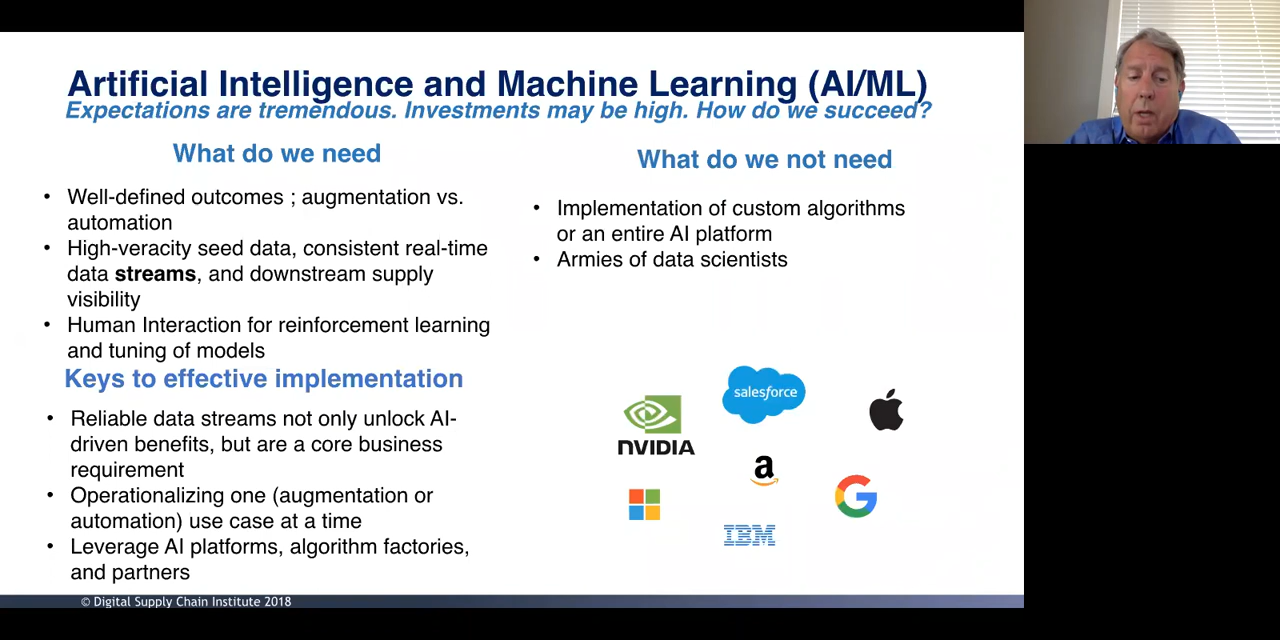 Artificial Intelligence and Machine Learning (AI/ML)
Expectations are tremendous. Investments may be high. How do we succeed?
What do we need
• Well-defined outcomes ; augmentation vs.
automation
• High-veracity seed data, consistent real-time
data streams, and downstream supply
visibility
• Human Interaction for reinforcement learning
and tuning of models
Keys to effective implementation
• Reliable data streams not only unlock AI-
driven benefits, but are a core business
requirement
• Operationalizing one (augmentation or
automation) use case at a time
• Leverage AI platforms, algorithm factories,
and partners
What do we not need
• Implementation of custom algorithms
or an entire AI platform
• Armies of data scientists
salesforce
NVIDIA
a
G
IBM
© Digital Supply Chain Institute 2018